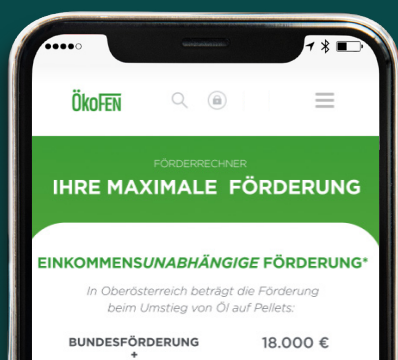 ÖkoFEN
FÖRDERRECHNER
IHRE MAXIMALE FÖRDERUNG
EINKOMMENSUNABHÄNGIGE FÖRDERUNG*
In Oberösterreich beträgt die Förderung
beim Umstieg von Öl auf Pellets:
BUNDESFÖRDERUNG 18.000 €
+